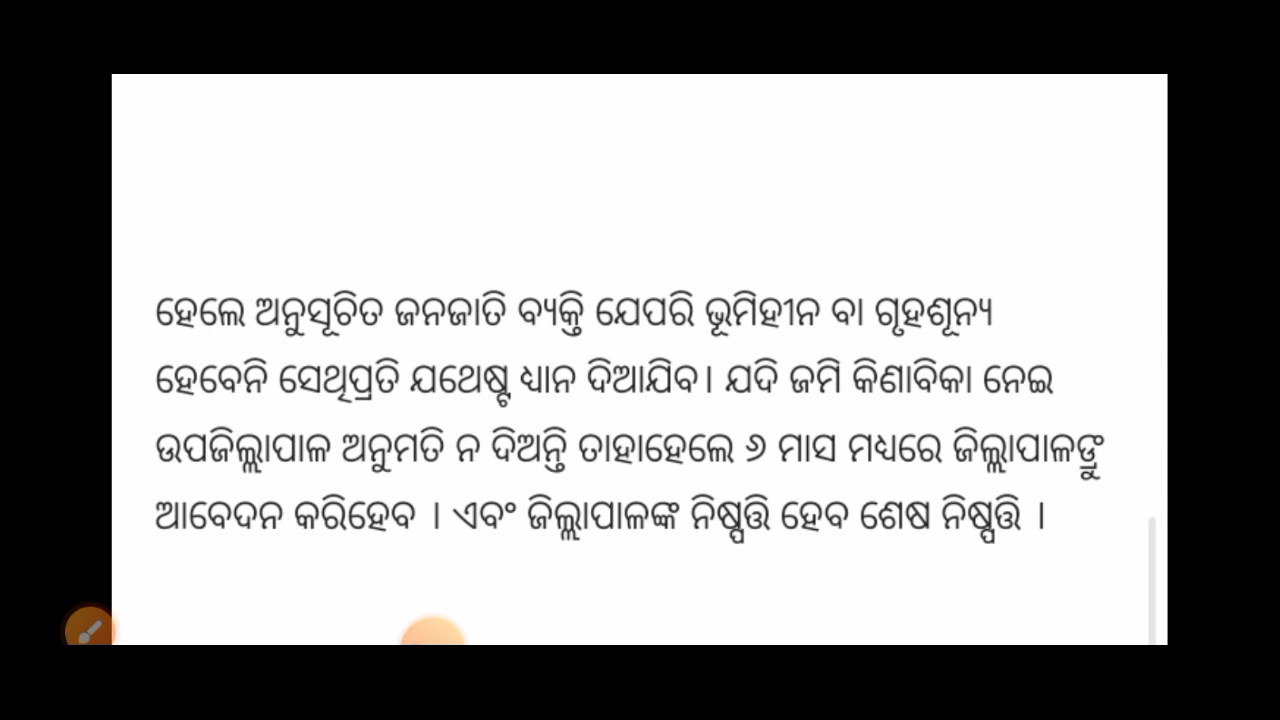 ହେଲେ ଅନୁସୂଚିତ ଜନଜାତି ବ୍ୟକ୍ତି ଯେପରି ଭୂମିହୀନ ବା ଗୃହଶୂନ୍ୟ
ହେବେନି ସେଥିପ୍ରତି ଯଥେଷ୍ଟ ଧ୍ୟାନ ଦିଆଯିବ। ଯଦି ଜମି କିଣାବିକା ନେଇ
ଉପଜିଲ୍ଲାପାଳ ଅନୁମତି ନ ଦିଅନ୍ତି ତାହାହେଲେ ୬ ମାସ ମଧ୍ୟରେ ଜିଲ୍ଲାପାଳଙ୍କୁ
ଆବେଦନ କରିହେବ । ଏବଂ ଜିଲ୍ଲାପାଳଙ୍କ ନିଷ୍ପତ୍ତି ହେବ ଶେଷ ନିଷ୍ପତ୍ତି ।